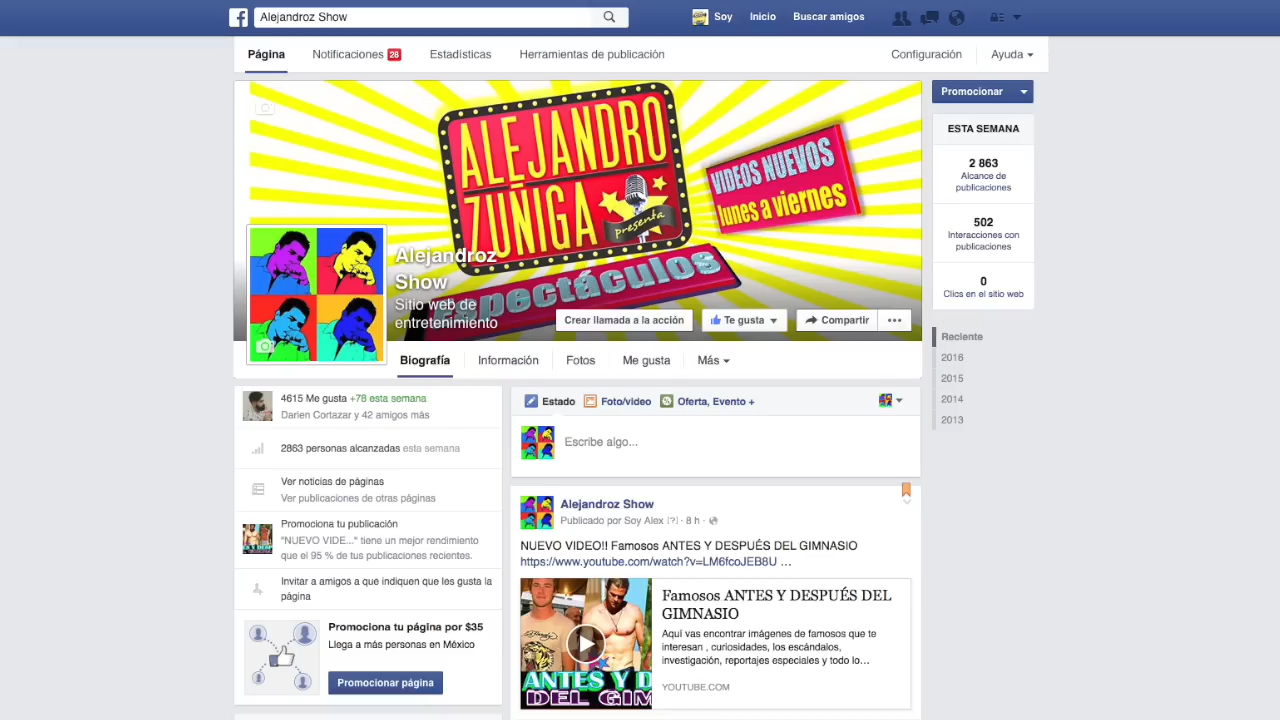 Alejandroz Show
Soy
Inicio
Buscar amigos
Página
Notificaciones 28
Estadísticas
Herramientas de publicación
Configuración
Ayuda
ALEJANDRO
ZUÑIGA
presenta
VIDEOS NUEVOS
lunes a viernes
Espectáculos
Alejandroz
Show
Sitio web de
entretenimiento
Crear llamada a la acción
Te gusta
Compartir
Promocionar
ESTA SEMANA
2 863
Alcance de
publicaciones
502
Interacciones con
publicaciones
0
Clics en el sitio web
Reciente
2016
2015
2014
2013
Biografía
Información
Fotos
Me gusta
Más
4615 Me gusta +78 esta semana
Darien Cortazar y 42 amigos más
2863 personas alcanzadas esta semana
Ver noticias de páginas
Ver publicaciones de otras páginas
Promociona tu publicación
"NUEVO VIDE..." tiene un mejor rendimiento
que el 95 % de tus publicaciones recientes.
Invitar a amigos a que indiquen que les gusta la
página
Promociona tu página por $35
Llega a más personas en México
Promocionar página
Estado
Foto/video
Oferta, Evento +
Escribe algo...
Alejandroz Show
Publicado por Soy Alex [?] · 8 h ·
NUEVO VIDEO!! Famosos ANTES Y DESPUÉS DEL GIMNASIO
https://www.youtube.com/watch?v=LM6fcoJEB8U ...
ANTES Y D
DEL GIM
Famosos ANTES Y DESPUÉS DEL
GIMNASIO
Aquí vas encontrar imágenes de famosos que te
interesan , curiosidades, los escándalos,
investigación, reportajes especiales y todo lo...
YOUTUBE.COM